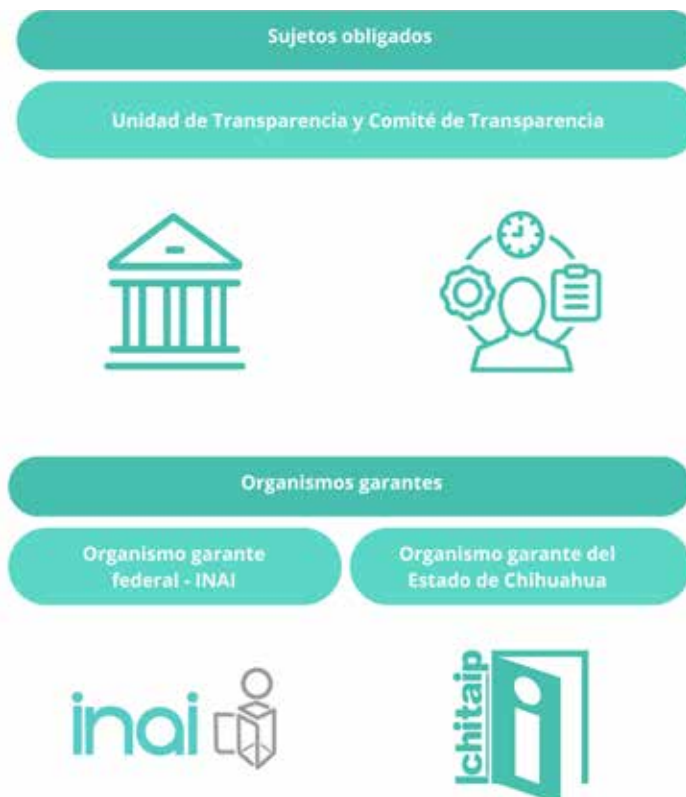 Sujetos obligados
Unidad de Transparencia y Comité de Transparencia
Organismos garantes
Organismo garante
federal - INAI
Organismo garante del
Estado de Chihuahua
inai
Ichitaip